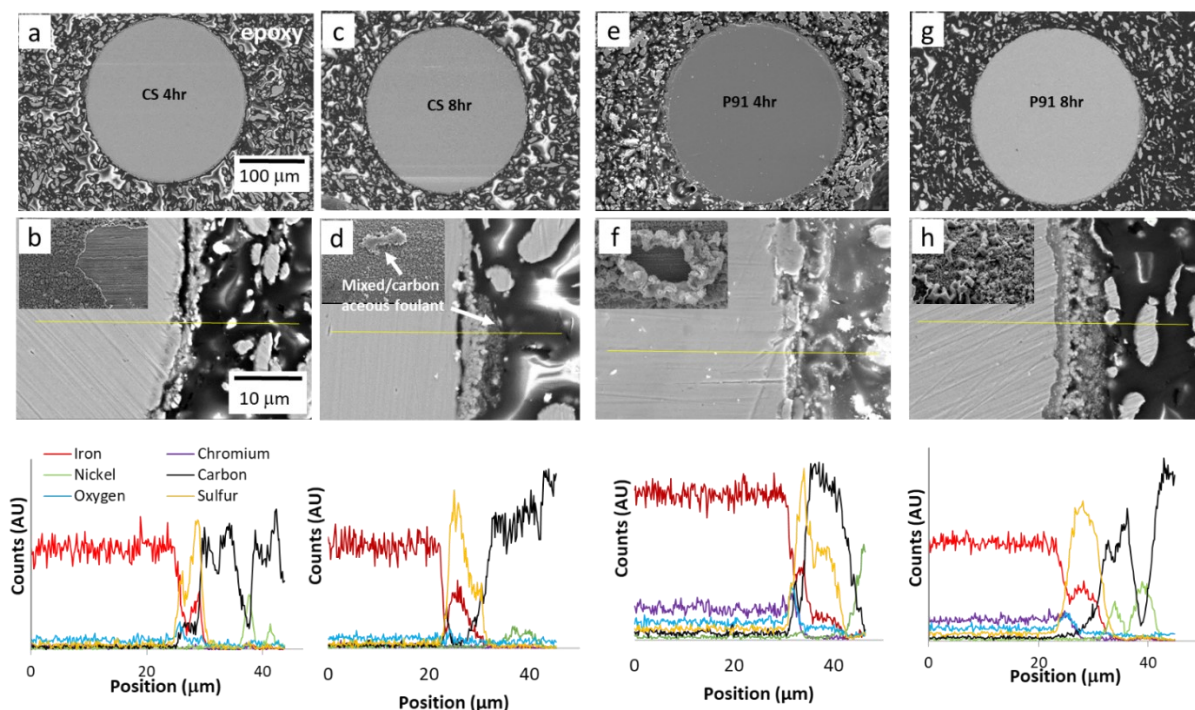 a
epoxy
CS 4hr
100 µm
c
CS 8hr
e
P91 4hr
g
P91 8hr
b
10 µm
d
Mixed/carbon
aceous foulant
f
h
Iron
Chromium
Nickel
Carbon
Oxygen
Sulfur
Counts (AU)
0
20
40
Position (µm)
Counts (AU)
0
20
40
Position (µm)
Counts (AU)
0
20
40
Position (µm)
Counts (AU)
0
20
40
Position (µm)